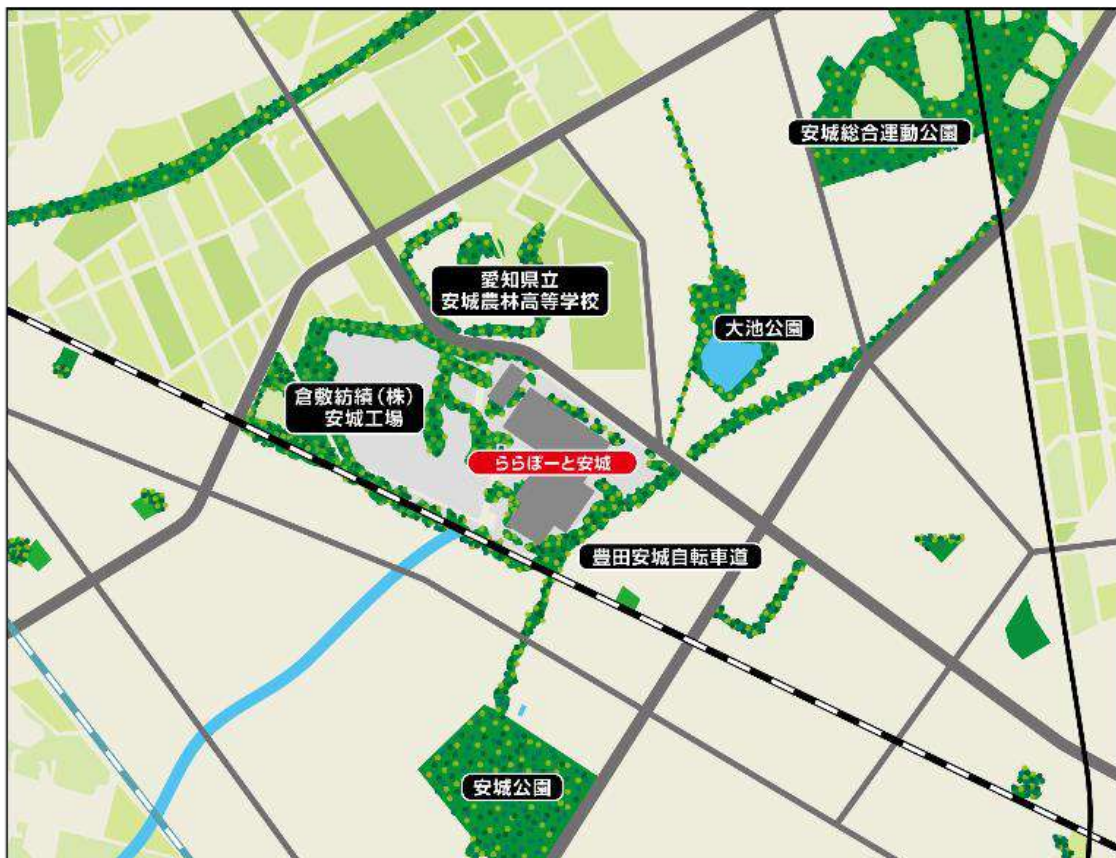 安城総合運動公園
愛知県立
安城農林高等学校
大池公園
倉敷紡績(株)
安城工場
ららぽーと安城
豊田安城自転車道
安城公園